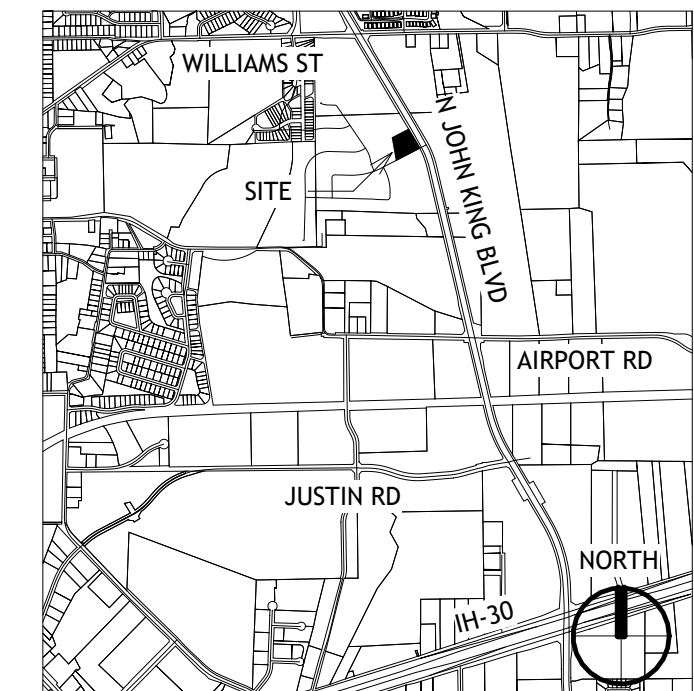 WILLIAMS ST
N JOHN KING BLVD
SITE
AIRPORT RD
JUSTIN RD
NORTH
IH-30